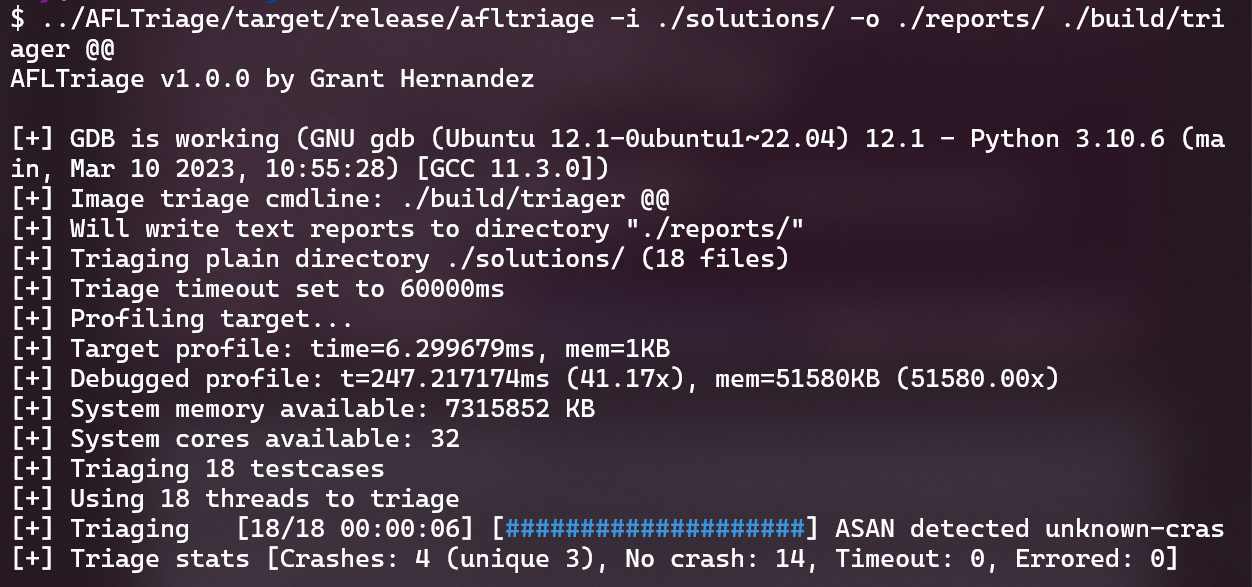 $ ../AFLTriage/target/release/afltriage -i ./solutions/ -o ./reports/ ./build/tri
ager @@
AFLTriage v1.0.0 by Grant Hernandez
[+] GDB is working (GNU gdb (Ubuntu 12.1-0ubuntu1~22.04) 12.1 - Python 3.10.6 (ma
in, Mar 10 2023, 10:55:28) [GCC 11.3.0])
[+] Image triage cmdline: ./build/triager @@
[+] Will write text reports to directory "./reports/"
[+] Triaging plain directory ./solutions/ (18 files)
[+] Triage timeout set to 60000ms
[+] Profiling target...
[+] Target profile: time=6.299679ms, mem=1KB
[+] Debugged profile: t=247.217174ms (41.17x), mem=51580KB (51580.00x)
[+] System memory available: 7315852 KB
[+] System cores available: 32
[+] Triaging 18 testcases
[+] Using 18 threads to triage
[+] Triaging   [18/18 00:00:06] [####################] ASAN detected unknown-cras
[+] Triage stats [Crashes: 4 (unique 3), No crash: 14, Timeout: 0, Errored: 0]